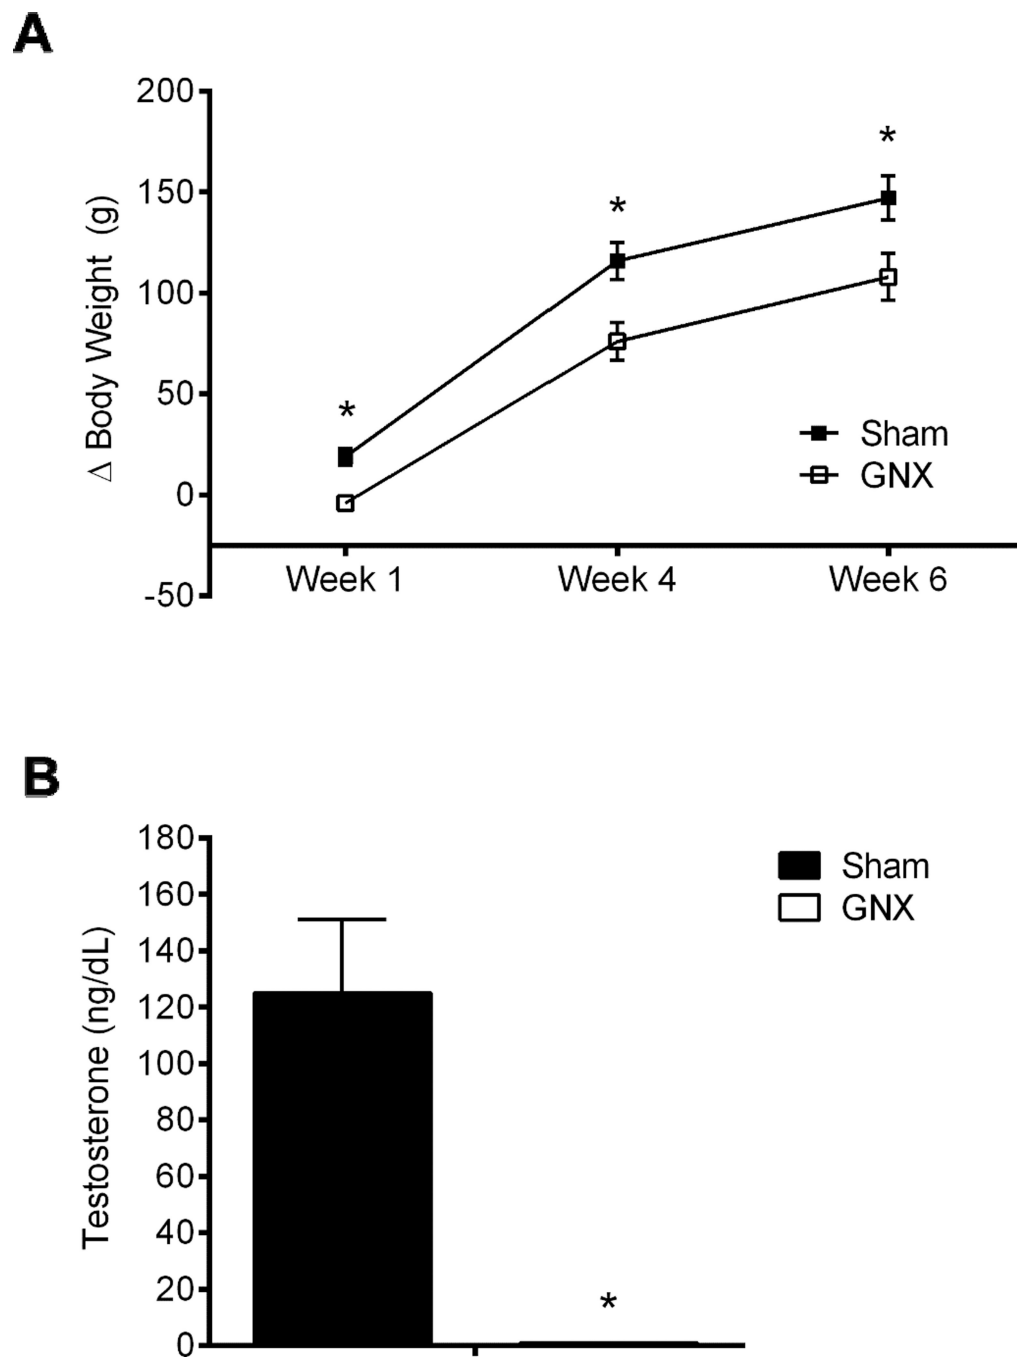 A
200
150
100
50
0
-50
Δ Body Weight (g)
*
*
*
Sham
GNX
Week 1
Week 4
Week 6
B
180
160
140
120
100
80
60
40
20
0
Testosterone (ng/dL)
Sham
GNX
*